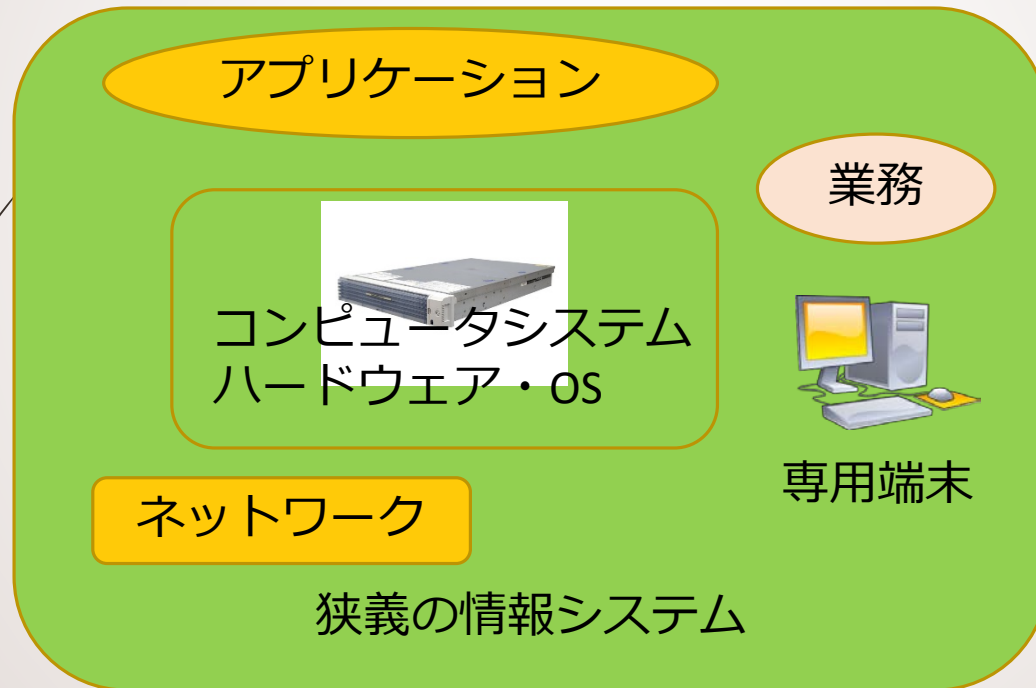 アプリケーション
業務
コンピュータシステム
ハードウェア・OS
専用端末
ネットワーク
狭義の情報システム